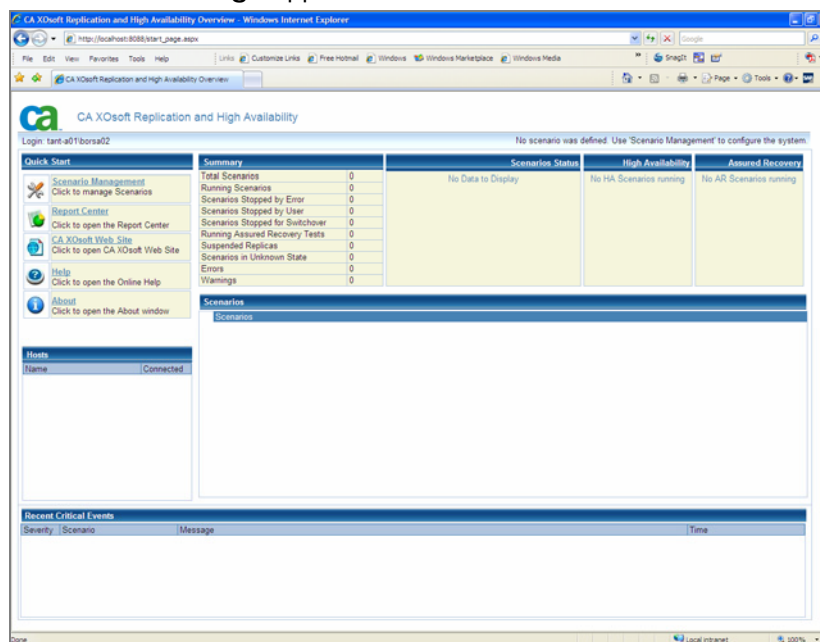 CA XOsoft Replication and High Availability Overview - Windows Internet Explorer
http://localhost:8088/start_page.aspx
Google
File Edit View Favorites Tools Help
Links Customize Links Free Hotmail Windows Windows Marketplace Windows Media
SnagIt
CA XOsoft Replication and High Availability Overview
Page Tools
ca
CA XOsoft Replication and High Availability
Login: tant-a01\borsa02
No scenario was defined. Use 'Scenario Management' to configure the system.
Quick Start
Scenario Management
Click to manage Scenarios
Report Center
Click to open the Report Center
CA XOsoft Web Site
Click to open CA XOsoft Web Site
Help
Click to open the Online Help
About
Click to open the About window
Hosts
Name Connected
Summary
Total Scenarios 0
Running Scenarios 0
Scenarios Stopped by Error 0
Scenarios Stopped by User 0
Scenarios Stopped for Switchover 0
Running Assured Recovery Tests 0
Suspended Replicas 0
Scenarios in Unknown State 0
Errors 0
Warnings 0
Scenarios Status
No Data to Display
High Availability
No HA Scenarios running
Assured Recovery
No AR Scenarios running
Scenarios
Scenarios
Recent Critical Events
Severity Scenario Message Time
Done
Local intranet
100%